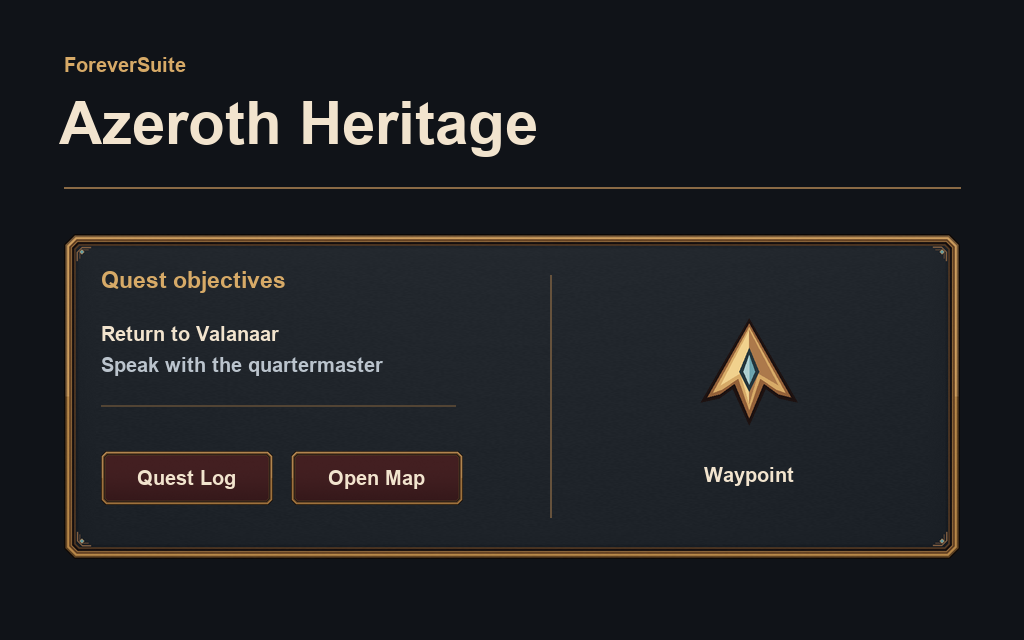 ForeverSuite
Azeroth Heritage
Quest objectives
Return to Valanaar
Speak with the quartermaster
Quest Log
Open Map
Waypoint